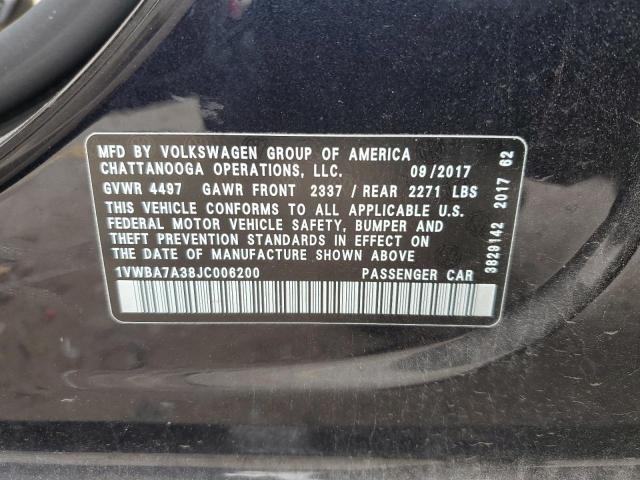 MFD BY VOLKSWAGEN GROUP OF AMERICA
CHATTANOOGA OPERATIONS, LLC. 09/2017
GVWR 4497 GAWR FRONT 2337 / REAR 2271 LBS
THIS VEHICLE CONFORMS TO ALL APPLICABLE U.S.
FEDERAL MOTOR VEHICLE SAFETY, BUMPER AND
THEFT PREVENTION STANDARDS IN EFFECT ON
THE DATE OF MANUFACTURE SHOWN ABOVE
1VWBA7A38JC006200 PASSENGER CAR
3829142 2017 62